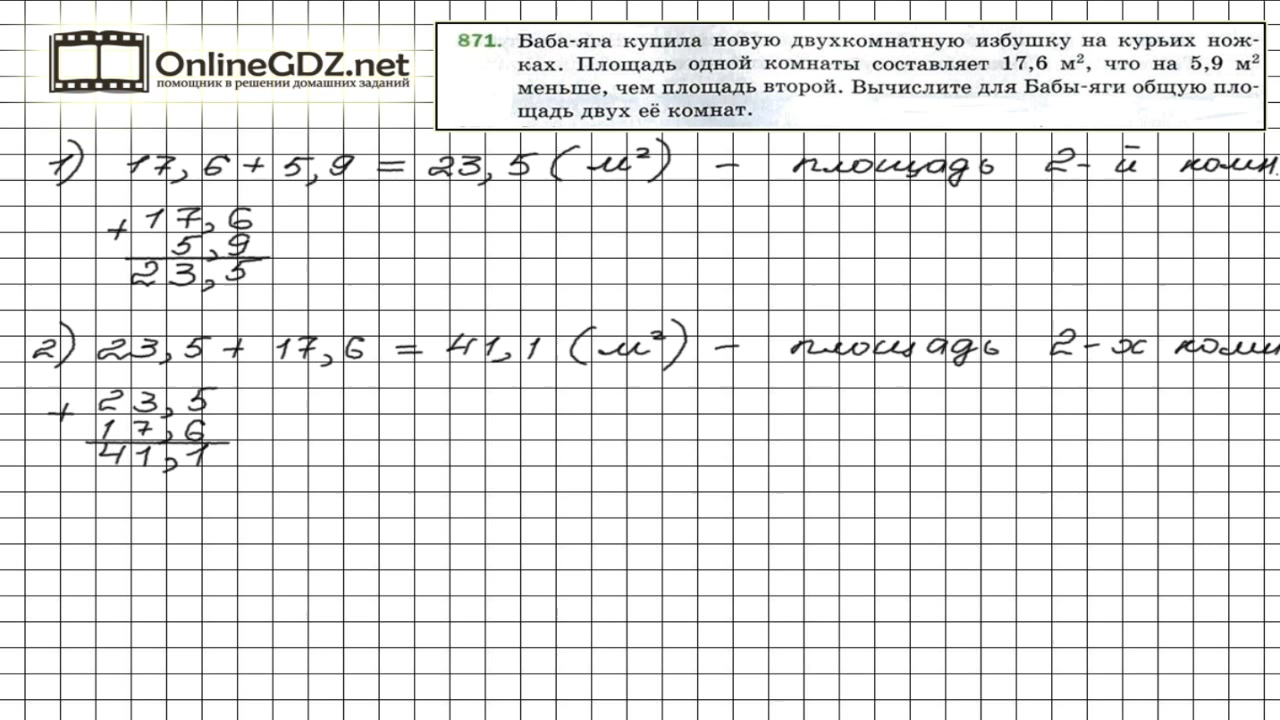 OnlineGDZ.net
помощник в решении домашних заданий
871. Баба-яга купила новую двухкомнатную избушку на курьих нож-
ках. Площадь одной комнаты составляет 17,6 м², что на 5,9 м²
меньше, чем площадь второй. Вычислите для Бабы-яги общую пло-
щадь двух её комнат.
1) 17,6 + 5,9 = 23,5 (м²) – площадь 2-й комн.
+ 17,6
5,9
23,5
2) 23,5 + 17,6 = 41,1 (м²) – площадь 2-х комн
+ 23,5
17,6
41,1